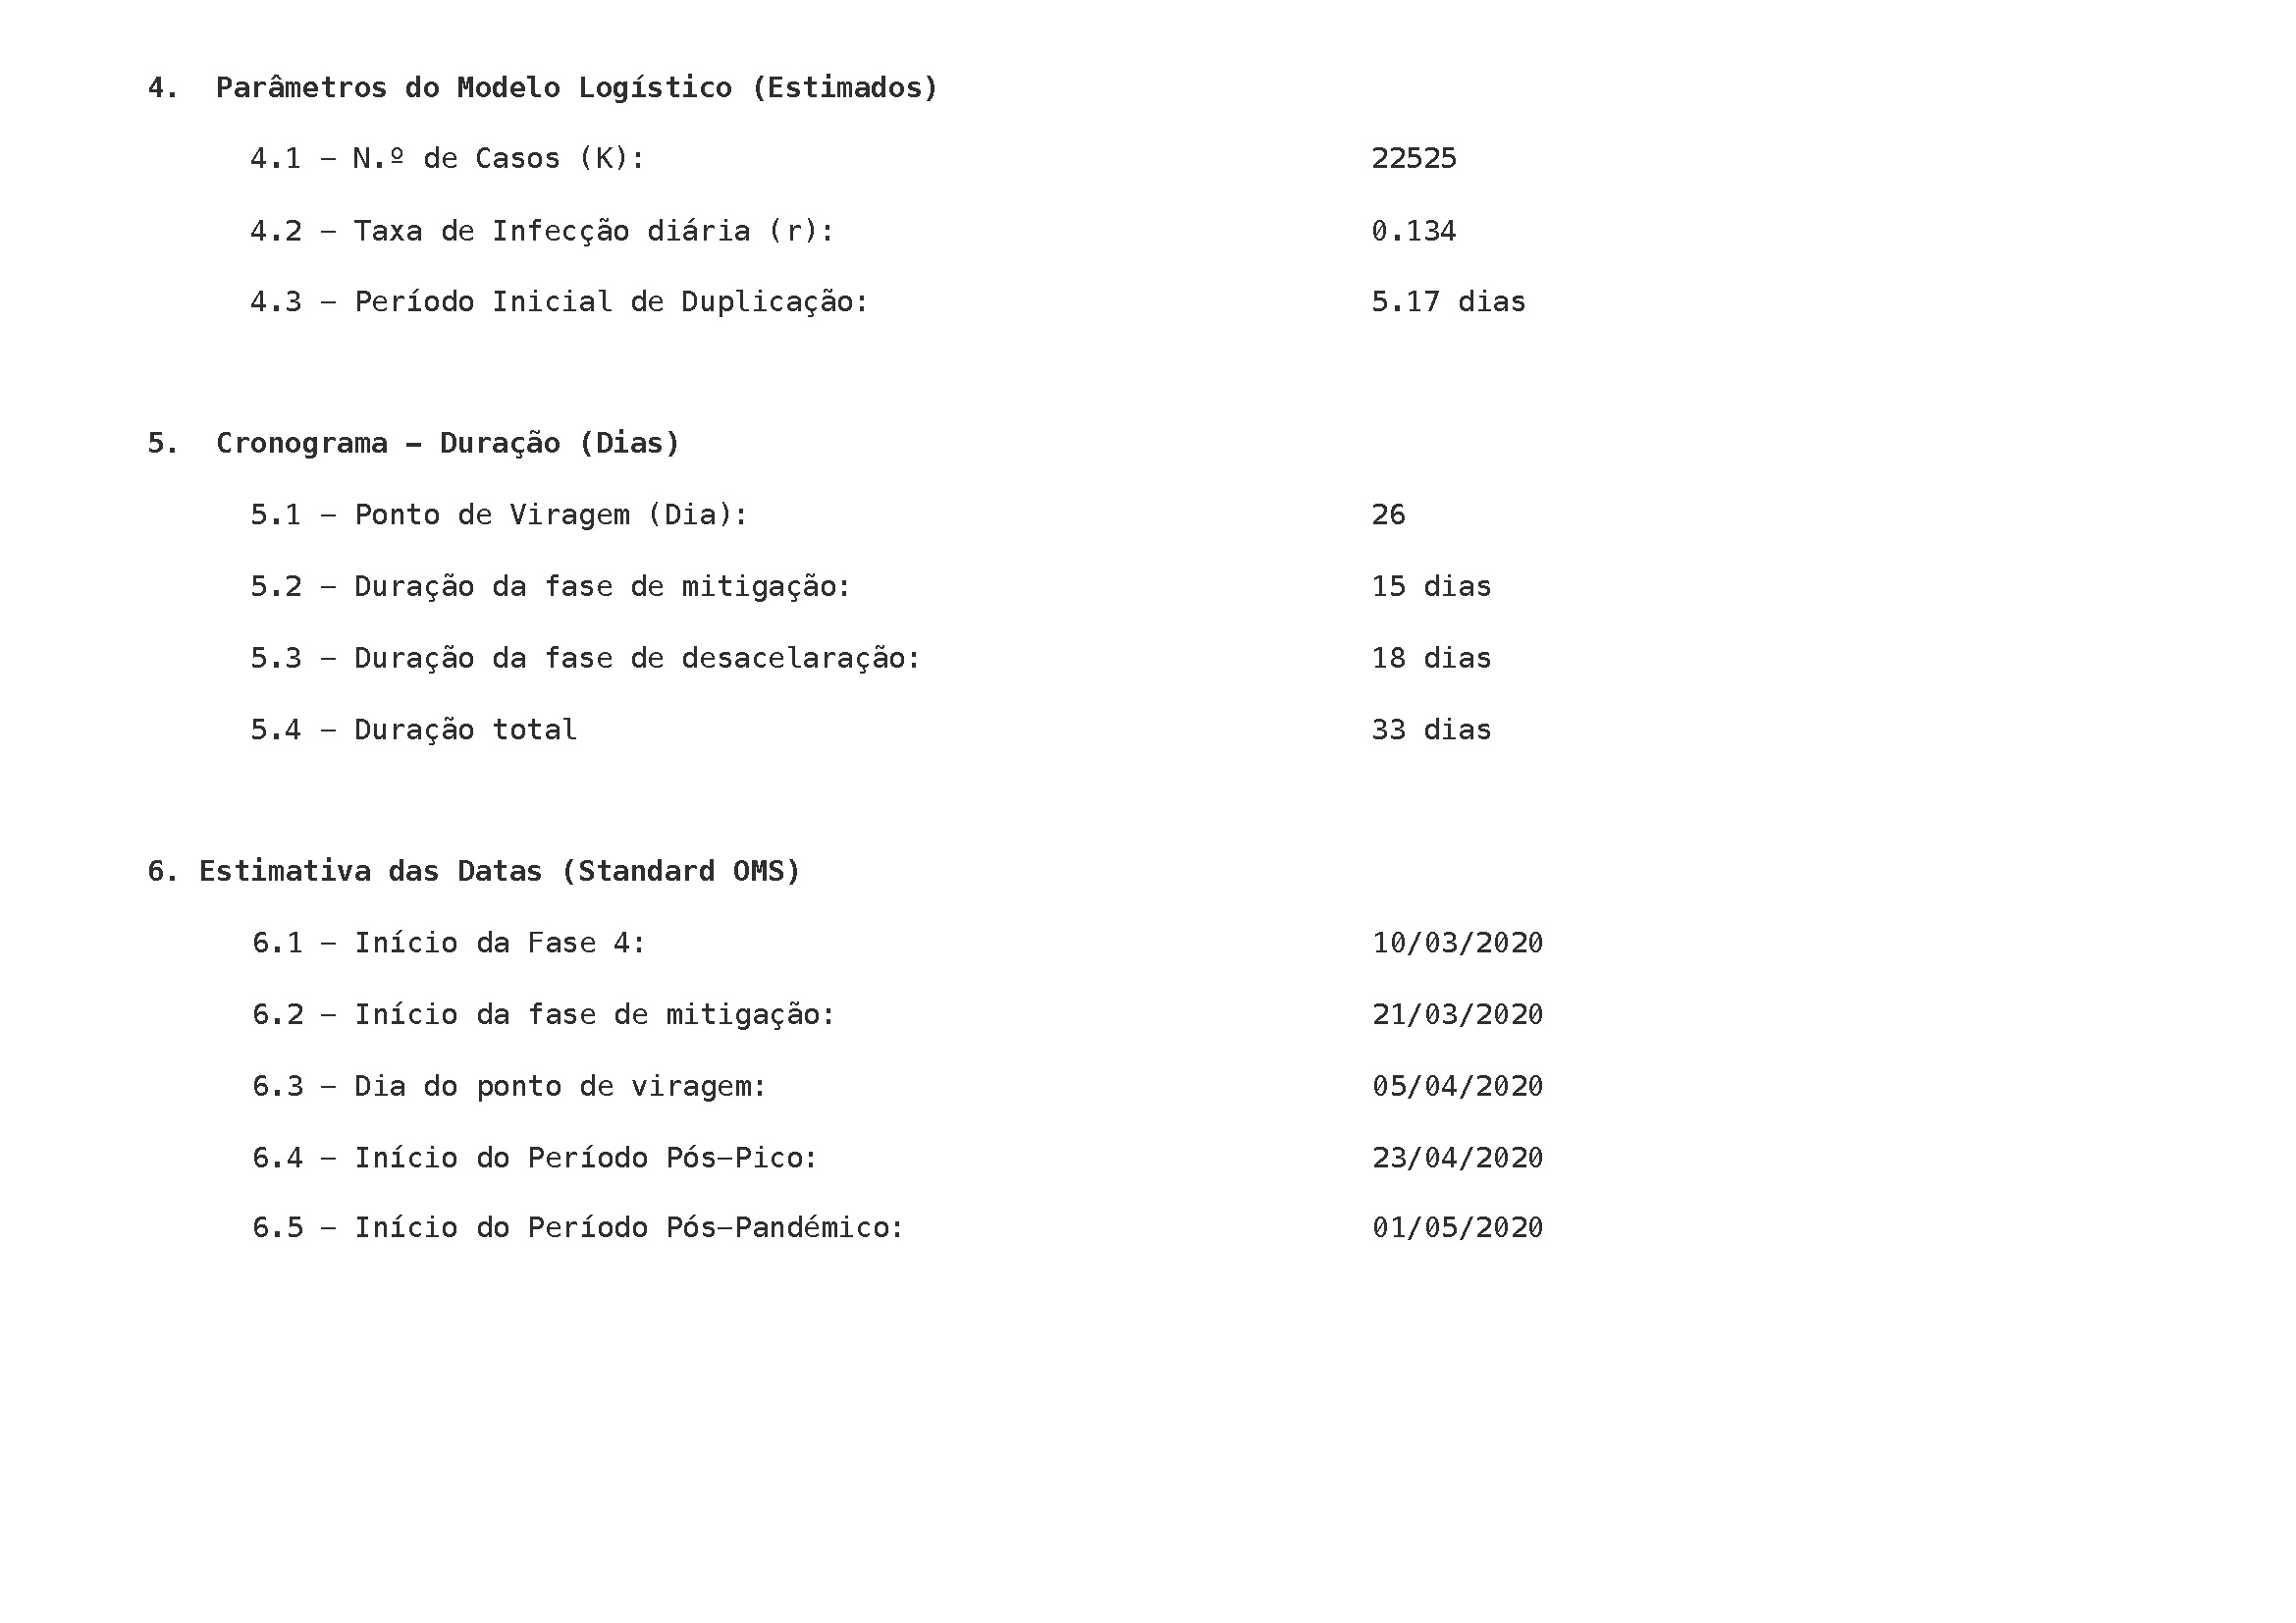 4.  Parâmetros do Modelo Logístico (Estimados)
4.1 – N.º de Casos (K): 22525
4.2 – Taxa de Infecção diária (r): 0.134
4.3 – Período Inicial de Duplicação: 5.17 dias
5.  Cronograma – Duração (Dias)
5.1 – Ponto de Viragem (Dia): 26
5.2 – Duração da fase de mitigação: 15 dias
5.3 – Duração da fase de desacelaração: 18 dias
5.4 – Duração total 33 dias
6. Estimativa das Datas (Standard OMS)
6.1 – Início da Fase 4: 10/03/2020
6.2 – Início da fase de mitigação: 21/03/2020
6.3 – Dia do ponto de viragem: 05/04/2020
6.4 – Início do Período Pós–Pico: 23/04/2020
6.5 – Início do Período Pós–Pandémico: 01/05/2020